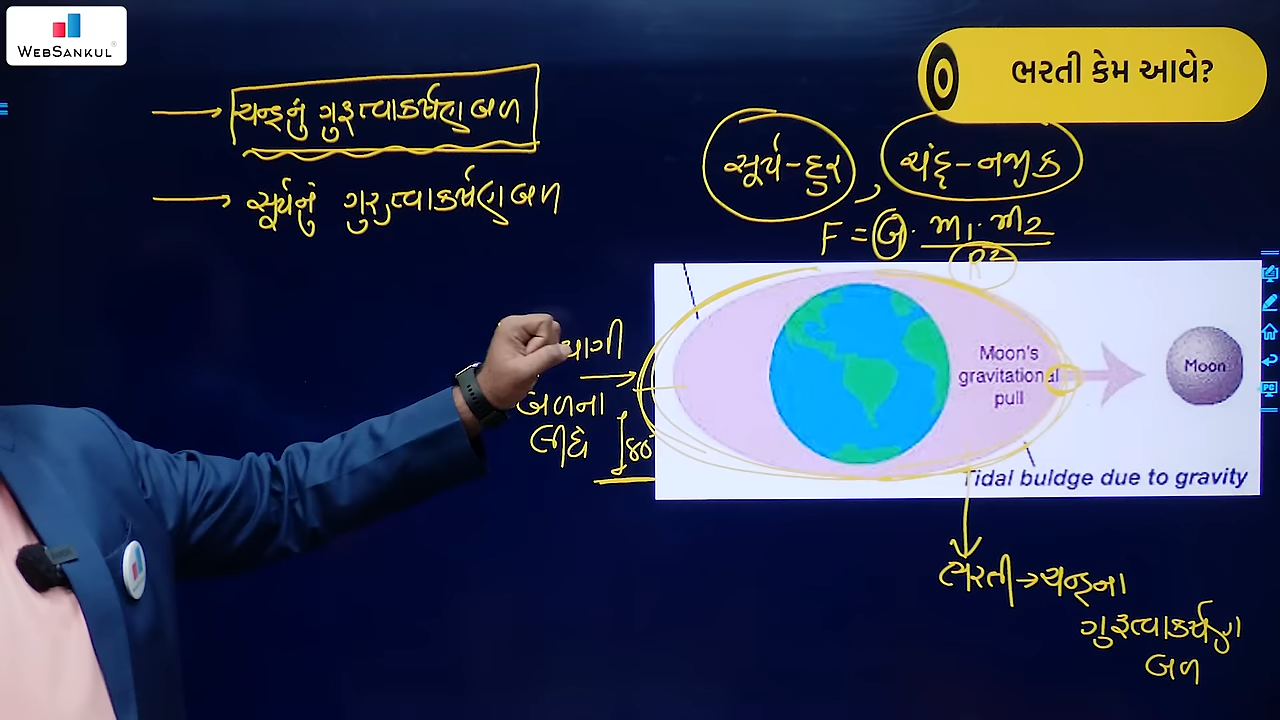 WEBSANKUL
ભરતી કેમ આવે?
ચન્દ્રનું ગુરુત્વાકર્ષણ બળ
સૂર્યનું ગુરુત્વાકર્ષણ બળ
સૂર્ય-દુર, ચંદ્ર-નજીક
F = G. m1. m2
R2
Moon's
gravitational
pull
Moon
બળના
લીધે
Tidal buldge due to gravity
ભરતી → ચન્દ્રના
ગુરુત્વાકર્ષણ
બળ